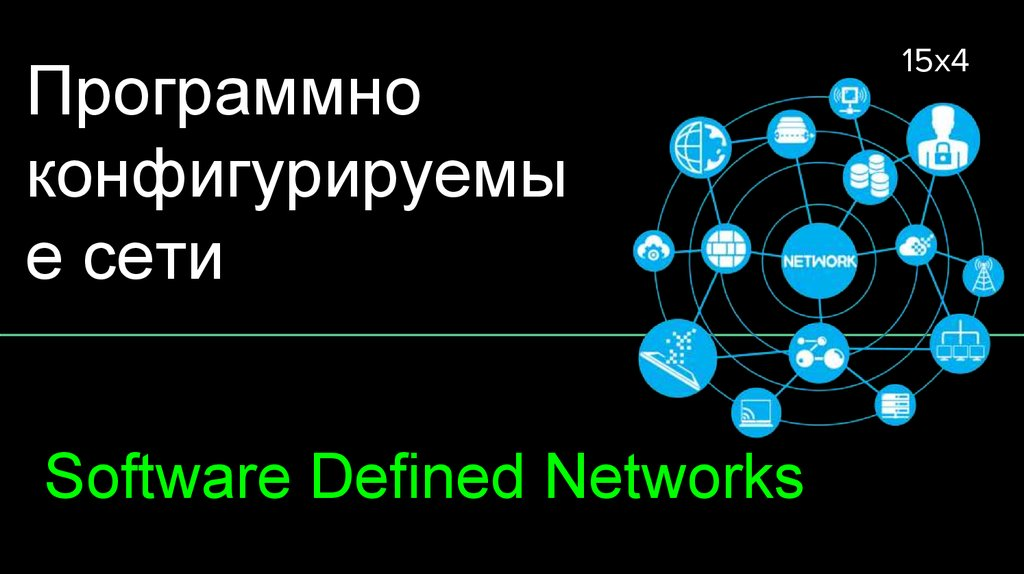 15x4
Программно
конфигурируемы
е сети
NETWORK
Software Defined Networks